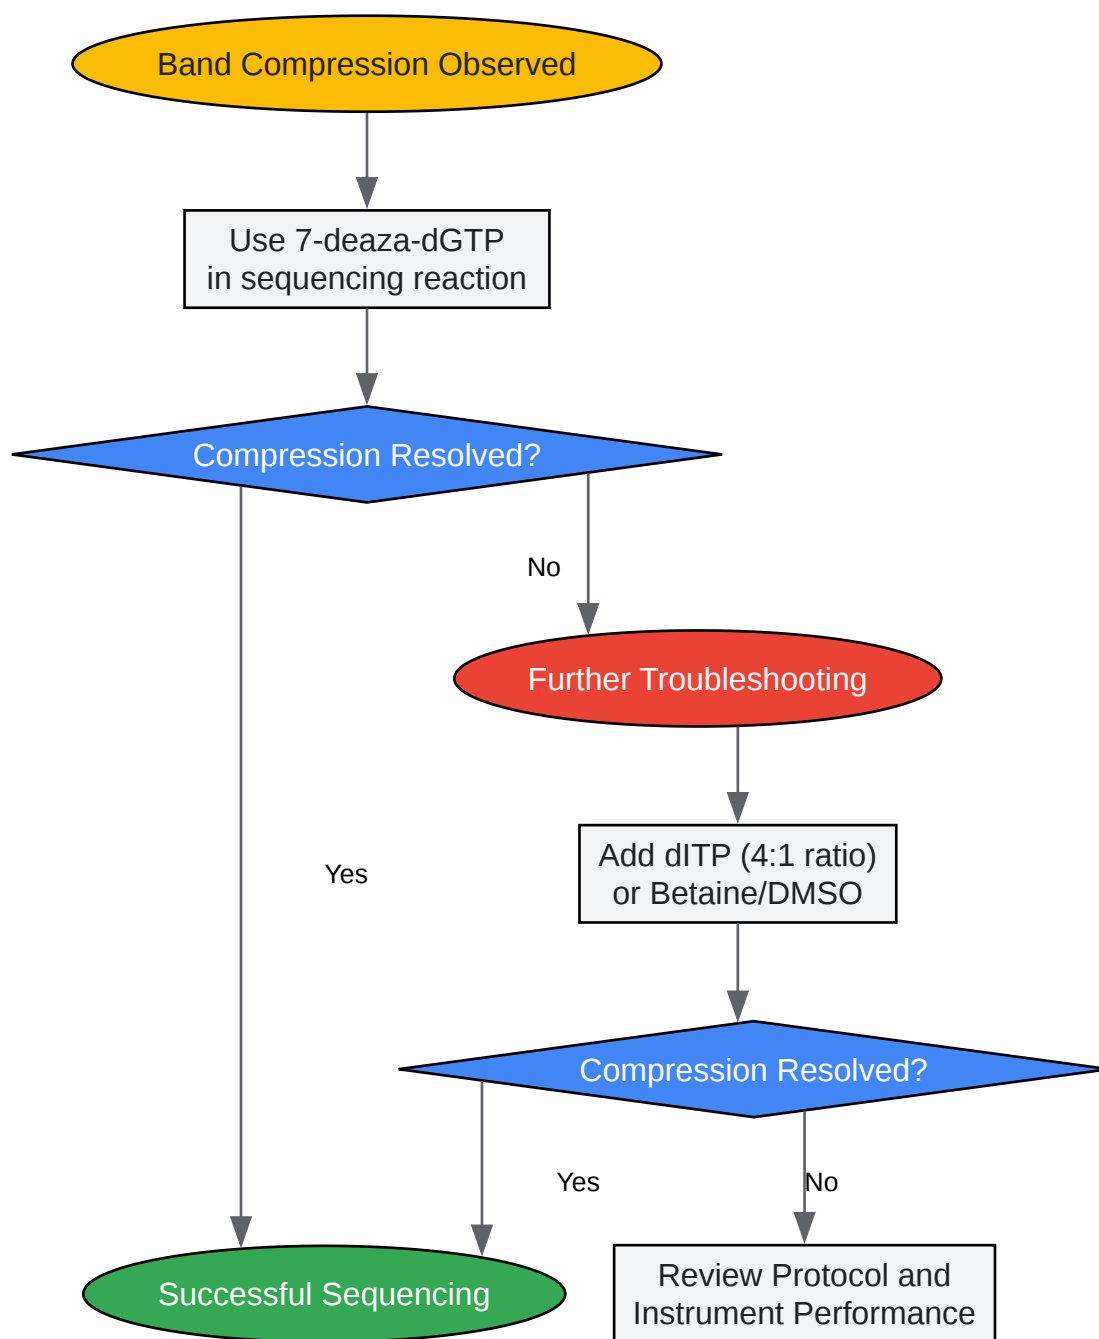 Band Compression Observed
Use 7-deaza-dGTP
in sequencing reaction
Compression Resolved?
No
Further Troubleshooting
Yes
Add dITP (4:1 ratio)
or Betaine/DMSO
Compression Resolved?
Yes
No
Successful Sequencing
Review Protocol and
Instrument Performance